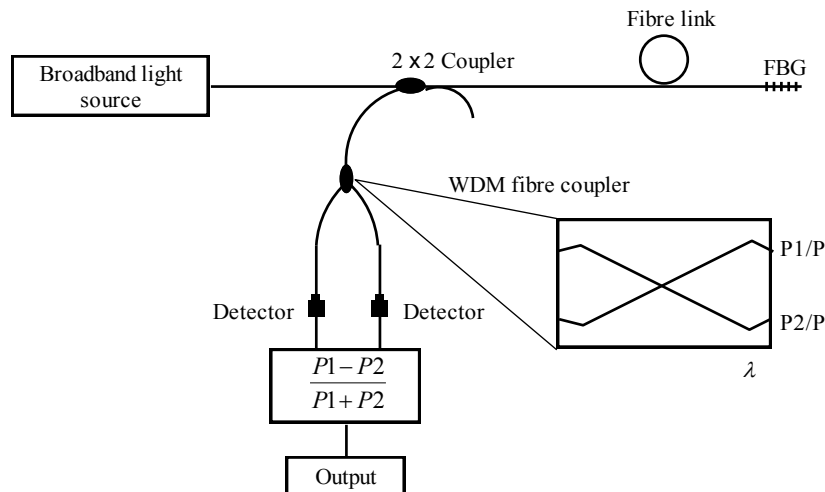 Fibre link
2 x 2 Coupler
FBG
Broadband light
source
WDM fibre coupler
P1/P
P2/P
λ
Detector
Detector
P1 − P2
P1 + P2
Output